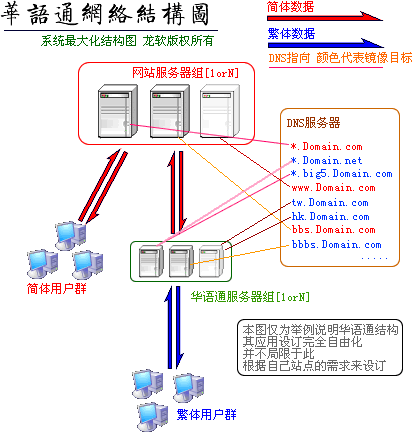 華語通網絡結構圖
系统最大化结构图 龙软版权所有
简体数据
繁体数据
DNS指向 颜色代表镜像目标
网站服务器组[1orN]
DNS服务器
*.Domain.com
*.Domain.net
*.big5.Domain.com
www.Domain.com
tw.Domain.com
hk.Domain.com
bbs.Domain.com
bbbs.Domain.com
.....
简体用户群
华语通服务器组[1orN]
本图仅为举例说明华语通结构
其应用设订完全自由化
并不局限于此
根据自己站点的需求来设订
繁体用户群